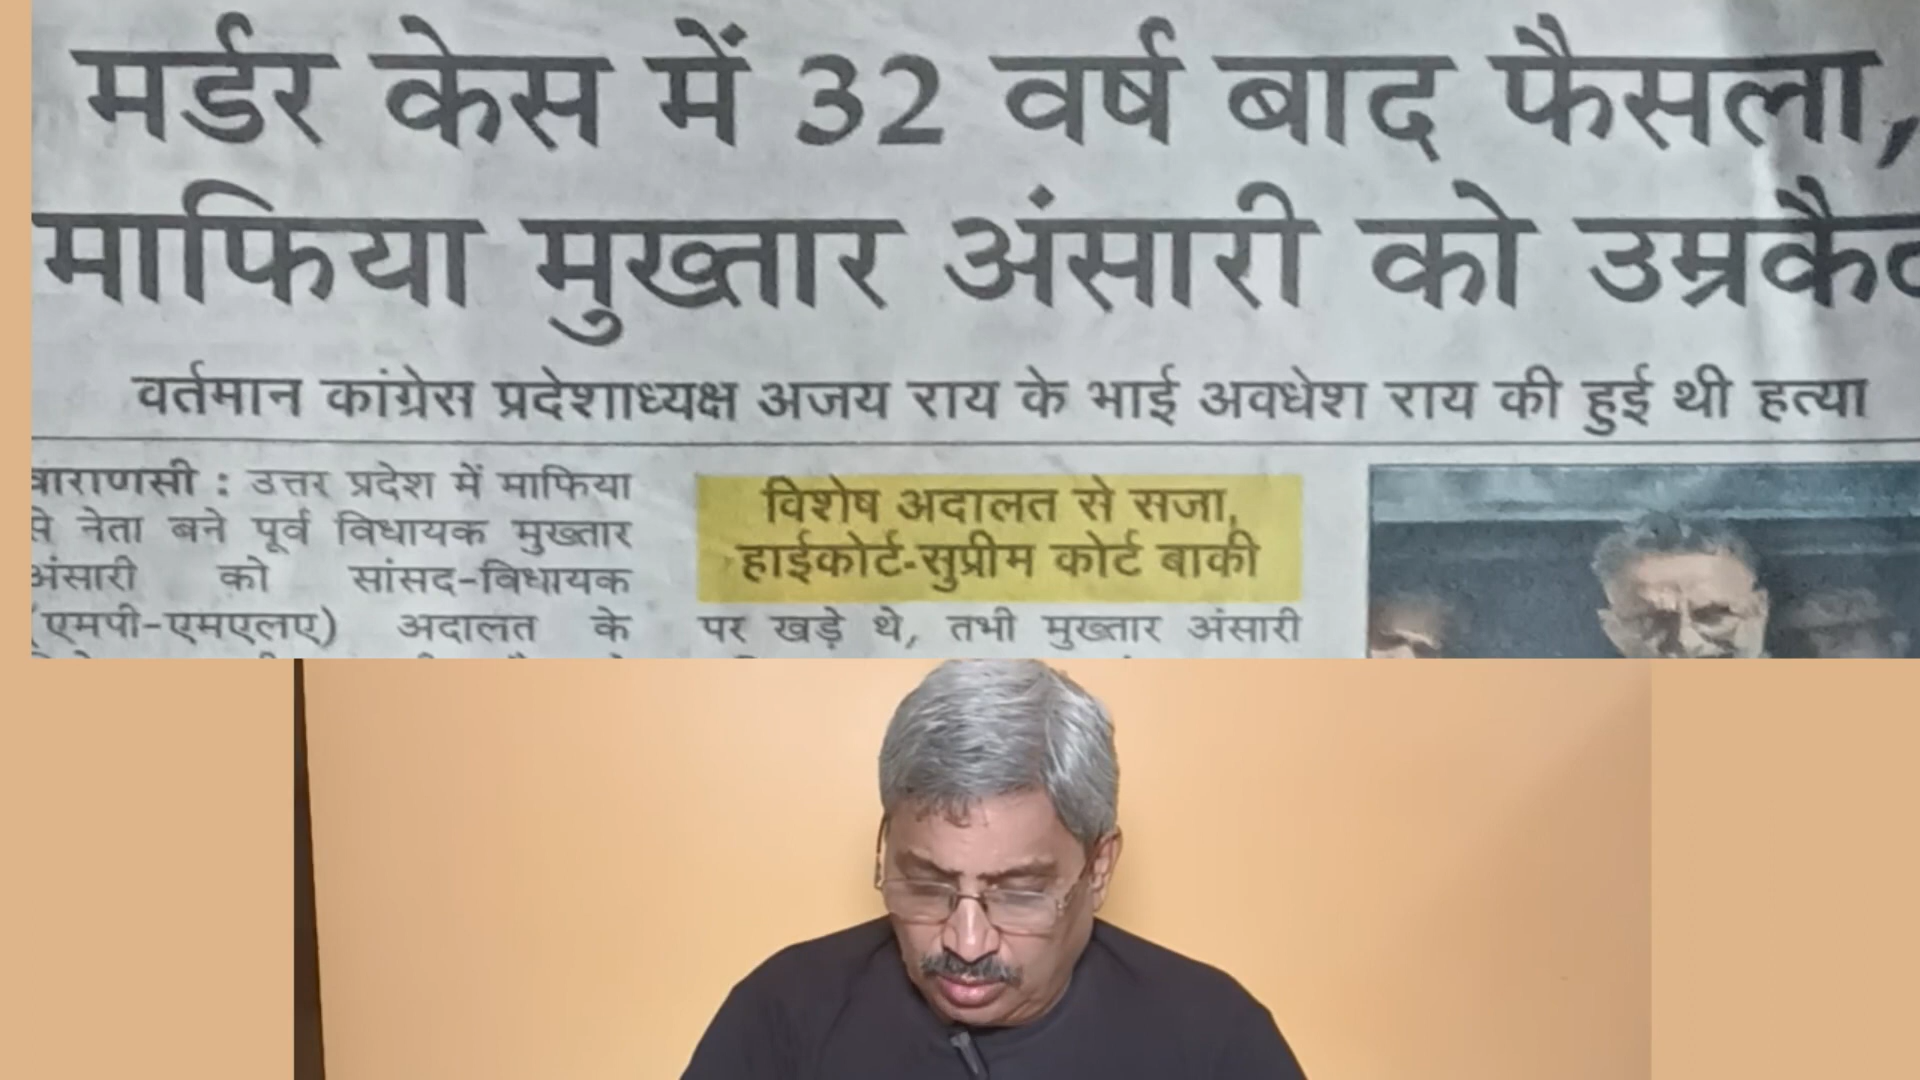 मर्डर केस में 32 वर्ष बाद फैसला,
माफिया मुख्तार अंसारी को
वर्तमान कांग्रेस प्रदेशाध्यक्ष अजय राय के भाई अवधेश राय की हुई थी हत्या
वाराणसी : उत्तर प्रदेश में माफिया
से नेता बने पूर्व विधायक मुख्तार
अंसारी को सांसद-विधायक
(एमपी-एमएलए) अदालत के
विशेष अदालत से सजा,
हाईकोर्ट-सुप्रीम कोर्ट बाकी
पर खड़े थे, तभी मुख्तार अंसारी